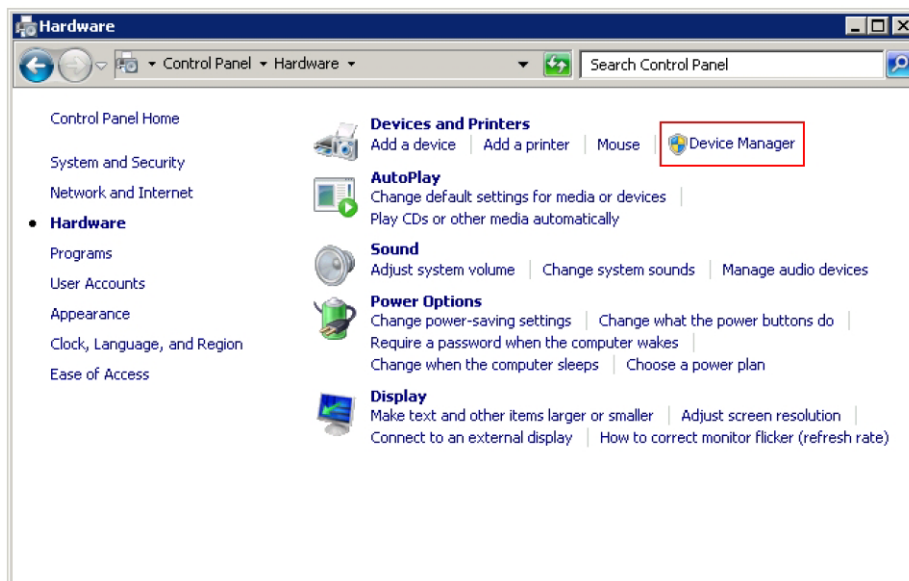 Hardware
Control Panel Hardware
Search Control Panel
Control Panel Home
System and Security
Network and Internet
Hardware
Programs
User Accounts
Appearance
Clock, Language, and Region
Ease of Access
Devices and Printers
Add a device Add a printer Mouse Device Manager
AutoPlay
Change default settings for media or devices
Play CDs or other media automatically
Sound
Adjust system volume Change system sounds Manage audio devices
Power Options
Change power-saving settings Change what the power buttons do
Require a password when the computer wakes
Change when the computer sleeps Choose a power plan
Display
Make text and other items larger or smaller Adjust screen resolution
Connect to an external display How to correct monitor flicker (refresh rate)